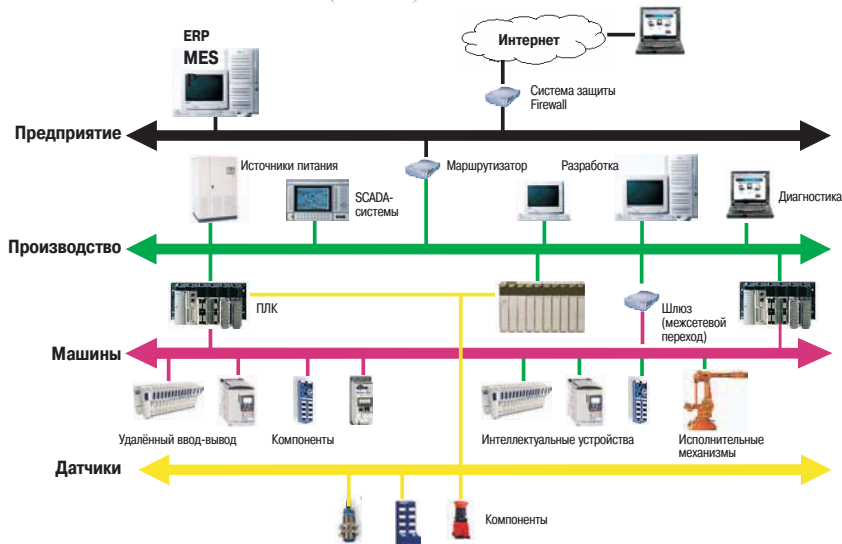 ERP
MES
Интернет
Система защиты
Firewall
Предприятие
Источники питания
Маршрутизатор
Разработка
SCADA-
системы
Диагностика
Производство
ПЛК
Шлюз
(межсетевой
переход)
Машины
Удалённый ввод-вывод
Компоненты
Интеллектуальные устройства
Исполнительные
механизмы
Датчики
Компоненты